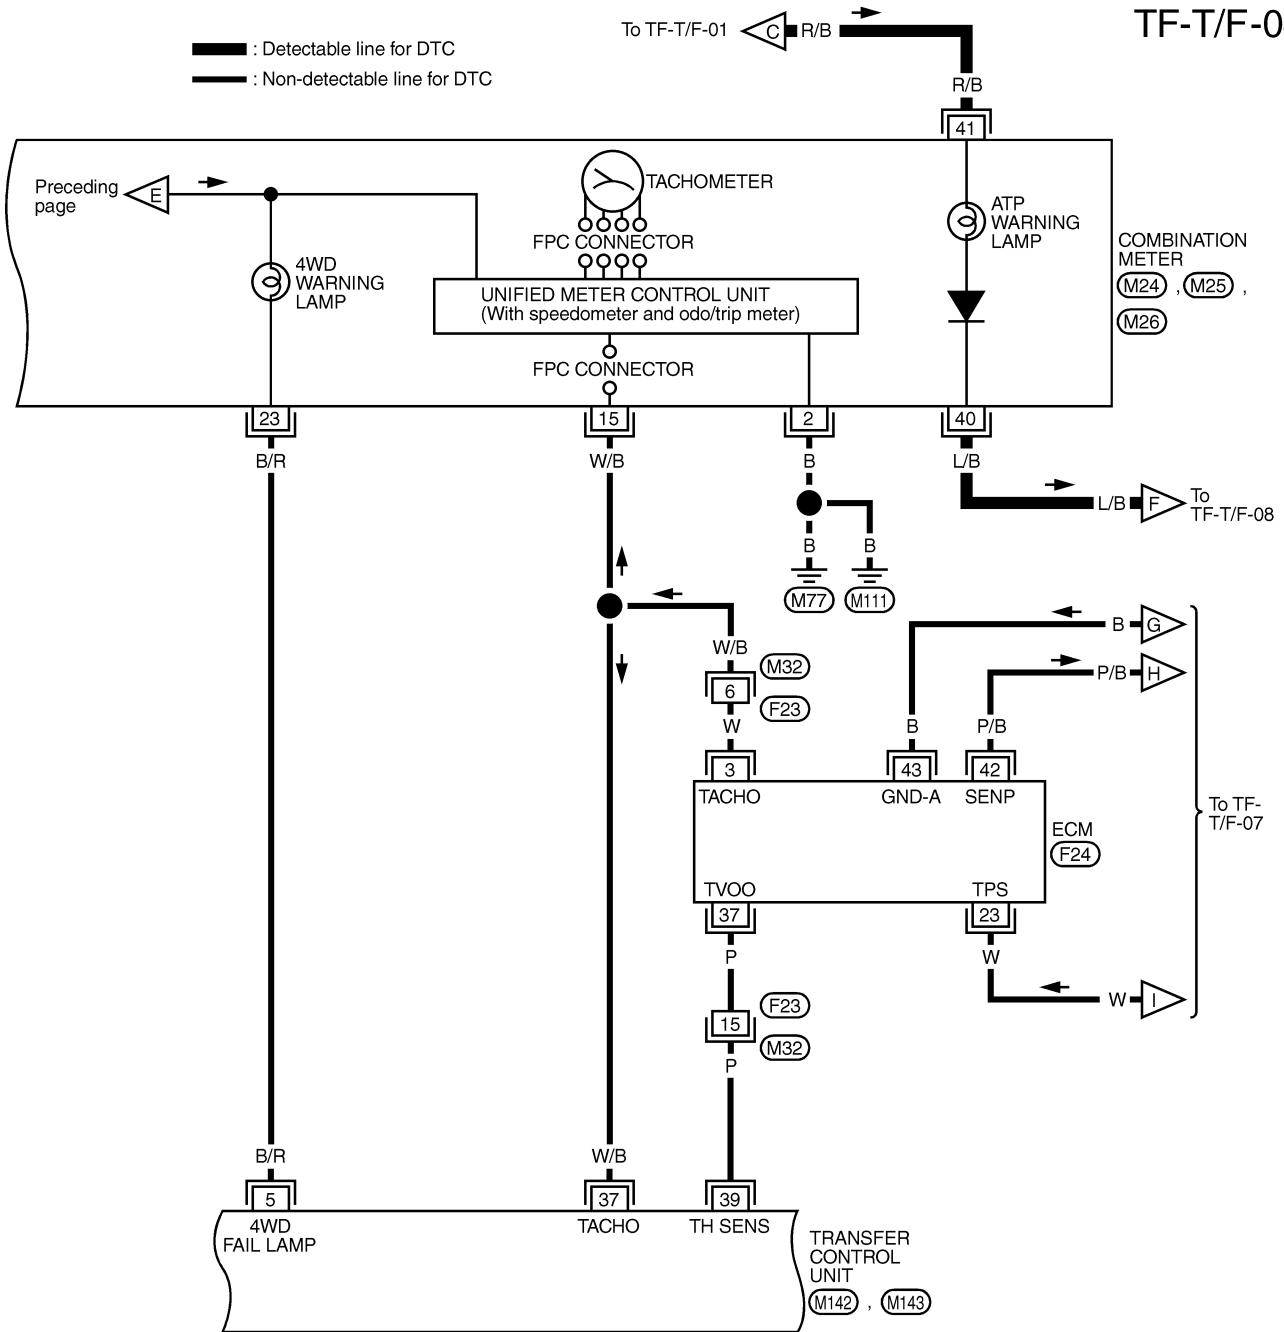 TF-T/F-0
To TF-T/F-01
C
R/B
: Detectable line for DTC
: Non-detectable line for DTC
R/B
41
Preceding
page
E
TACHOMETER
FPC CONNECTOR
ATP
WARNING
LAMP
4WD
WARNING
LAMP
UNIFIED METER CONTROL UNIT
(With speedometer and odo/trip meter)
FPC CONNECTOR
COMBINATION
METER
M24 , M25 ,
M26
23
15
2
40
B/R
W/B
B
L/B
L/B
F
To
TF-T/F-08
B
B
M77
M111
B
G
W/B
M32
6
F23
W
P/B
H
B
P/B
3
43
42
TACHO
GND-A
SENP
To TF-
T/F-07
ECM
F24
TVOO
TPS
37
23
P
W
W
I
F23
15
M32
P
B/R
W/B
5
37
39
4WD
FAIL LAMP
TACHO
TH SENS
TRANSFER
CONTROL
UNIT
M142 , M143